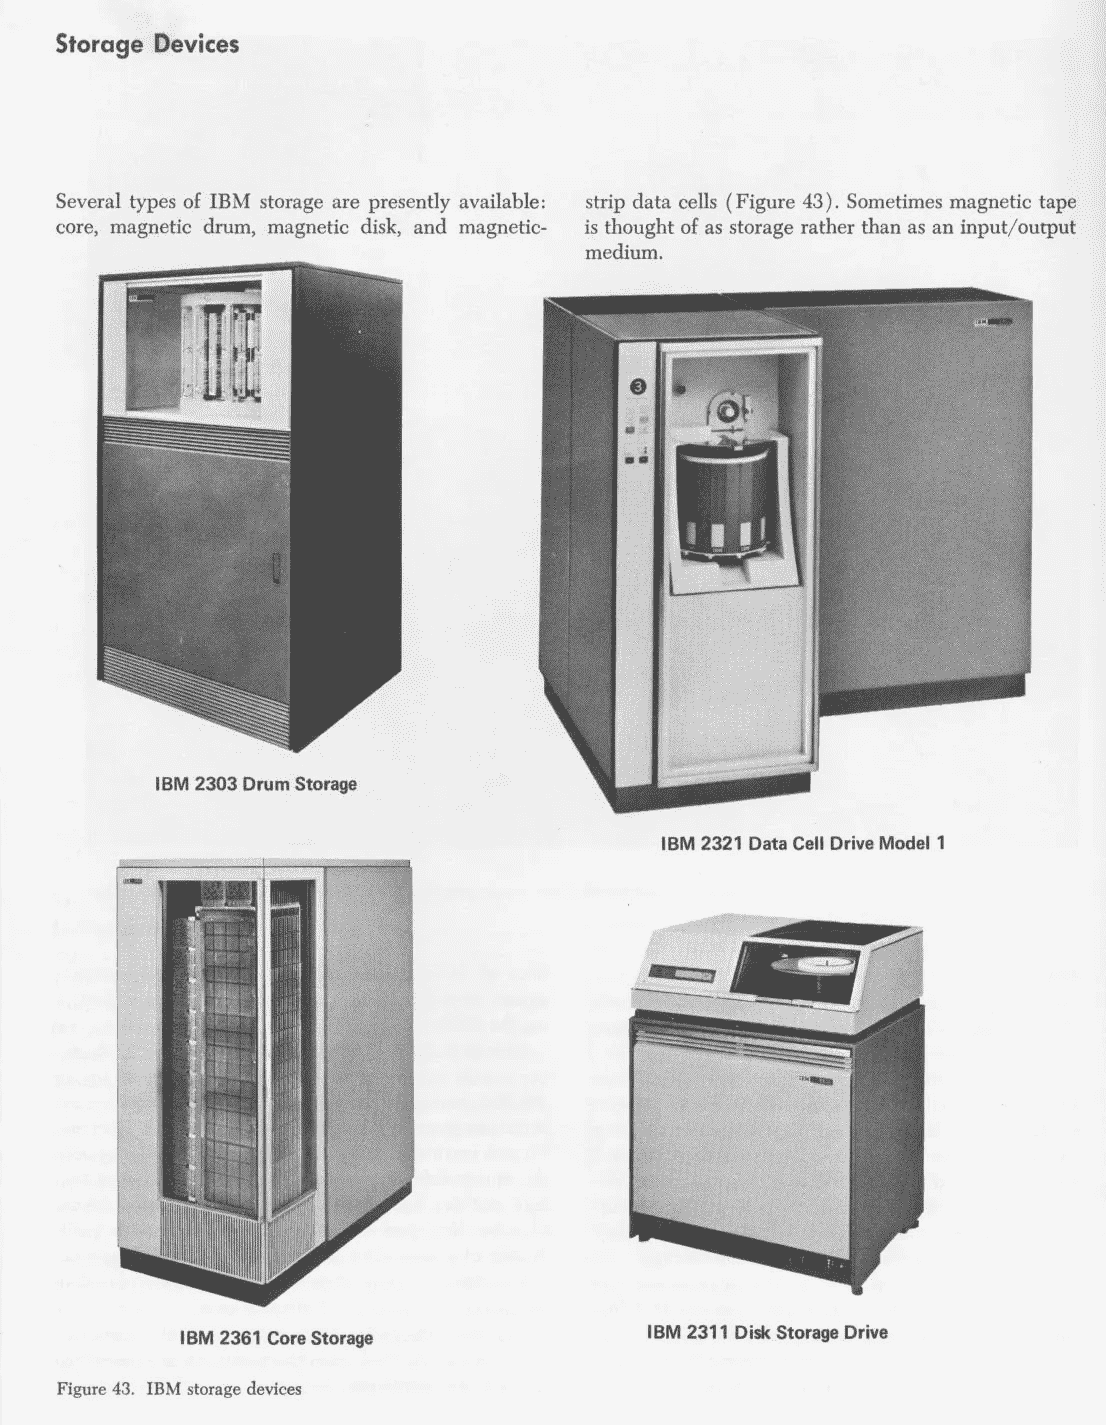 Storage Devices
Several types of IBM storage are presently available:
core, magnetic drum, magnetic disk, and magnetic-
strip data cells (Figure 43). Sometimes magnetic tape
is thought of as storage rather than as an input/output
medium.
IBM
3
IBM 2303 Drum Storage
IBM 2321 Data Cell Drive Model 1
IBM 2361 Core Storage
IBM 2311 Disk Storage Drive
Figure 43. IBM storage devices